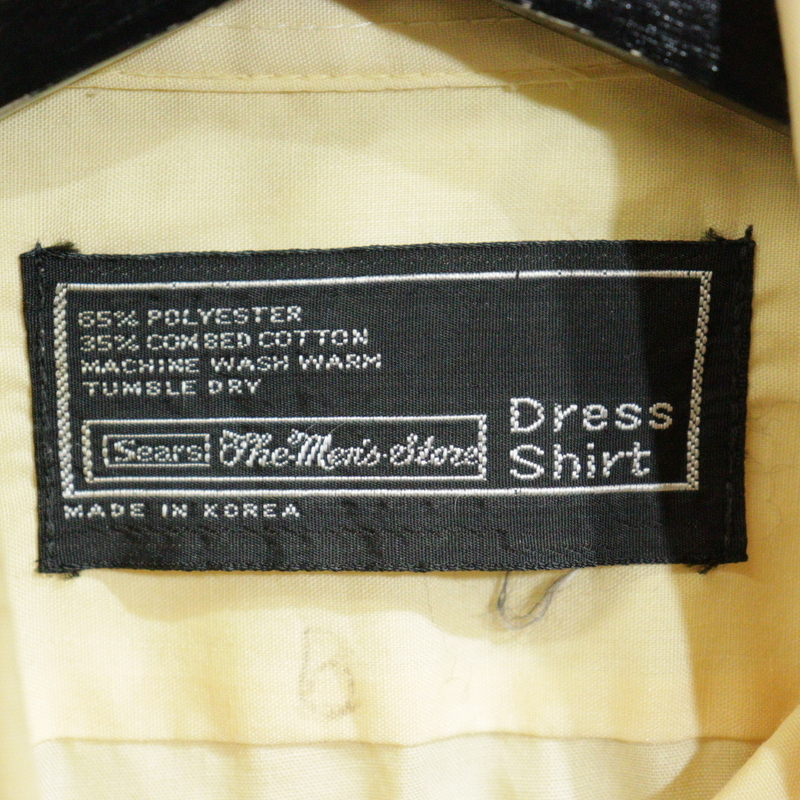 65% POLYESTER
35% COMBED COTTON
MACHINE WASH WARM
TUMBLE DRY
Sears The Men's Store
Dress
Shirt
MADE IN KOREA